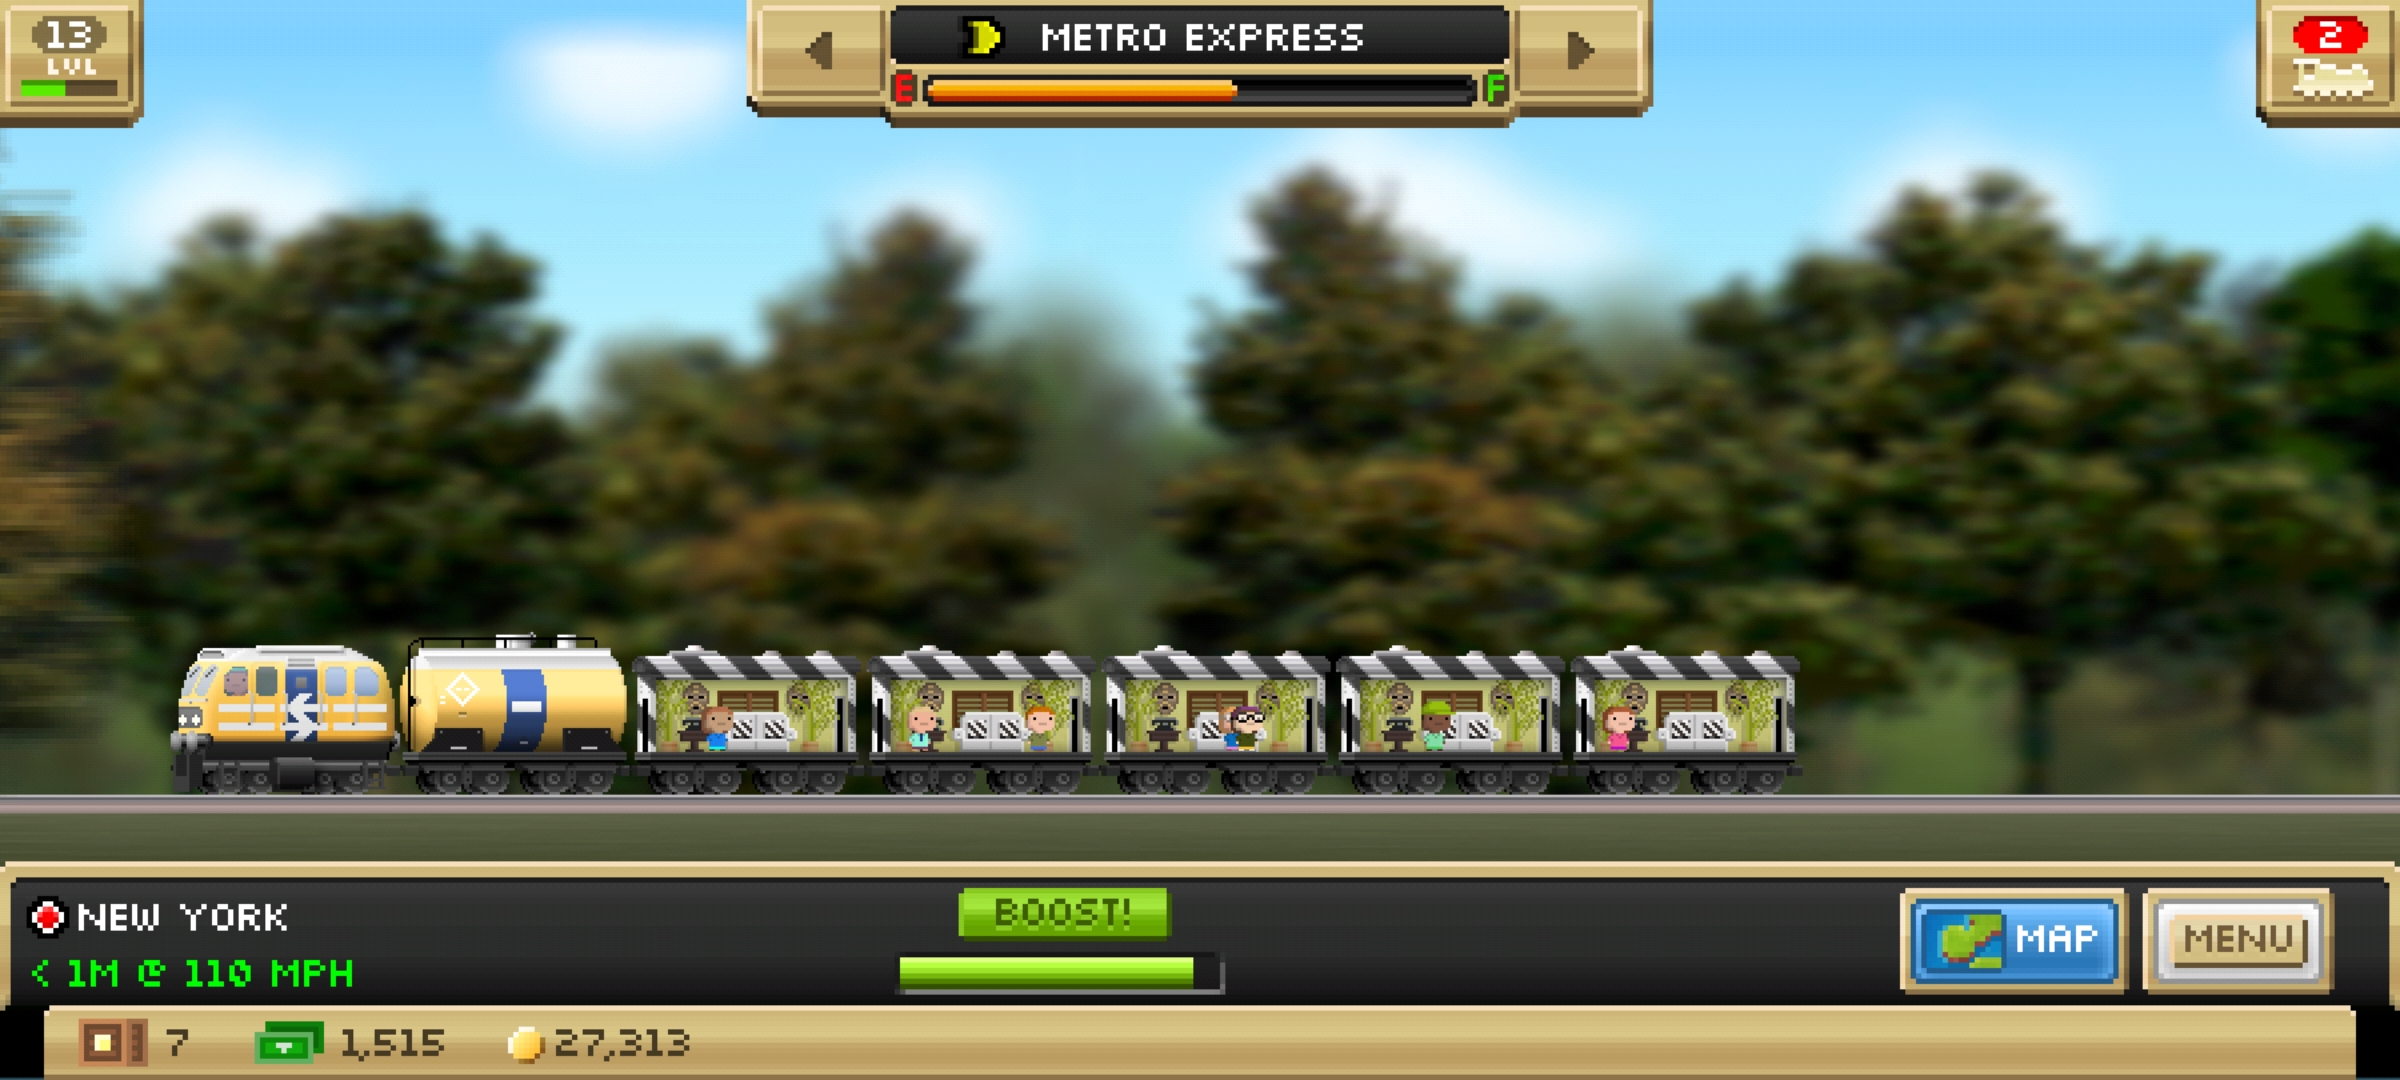 13
LVL
METRO EXPRESS
E F
2
NEW YORK
< 1M @ 110 MPH
BOOST!
MAP
MENU
7 1,515 27,313